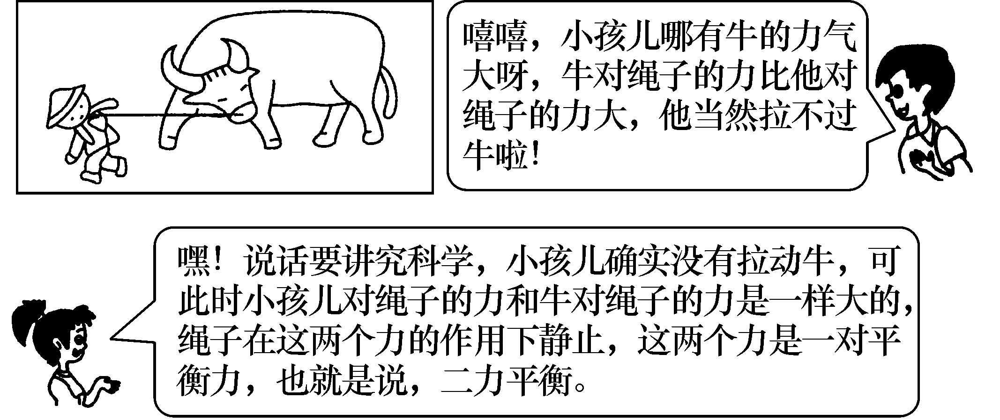 嘻嘻，小孩儿哪有牛的力气
大呀，牛对绳子的力比他对
绳子的力大，他当然拉不过
牛啦！
嘿！说话要讲究科学，小孩儿确实没有拉动牛，可
此时小孩儿对绳子的力和牛对绳子的力是一样大的，
绳子在这两个力的作用下静止，这两个力是一对平
衡力，也就是说，二力平衡。